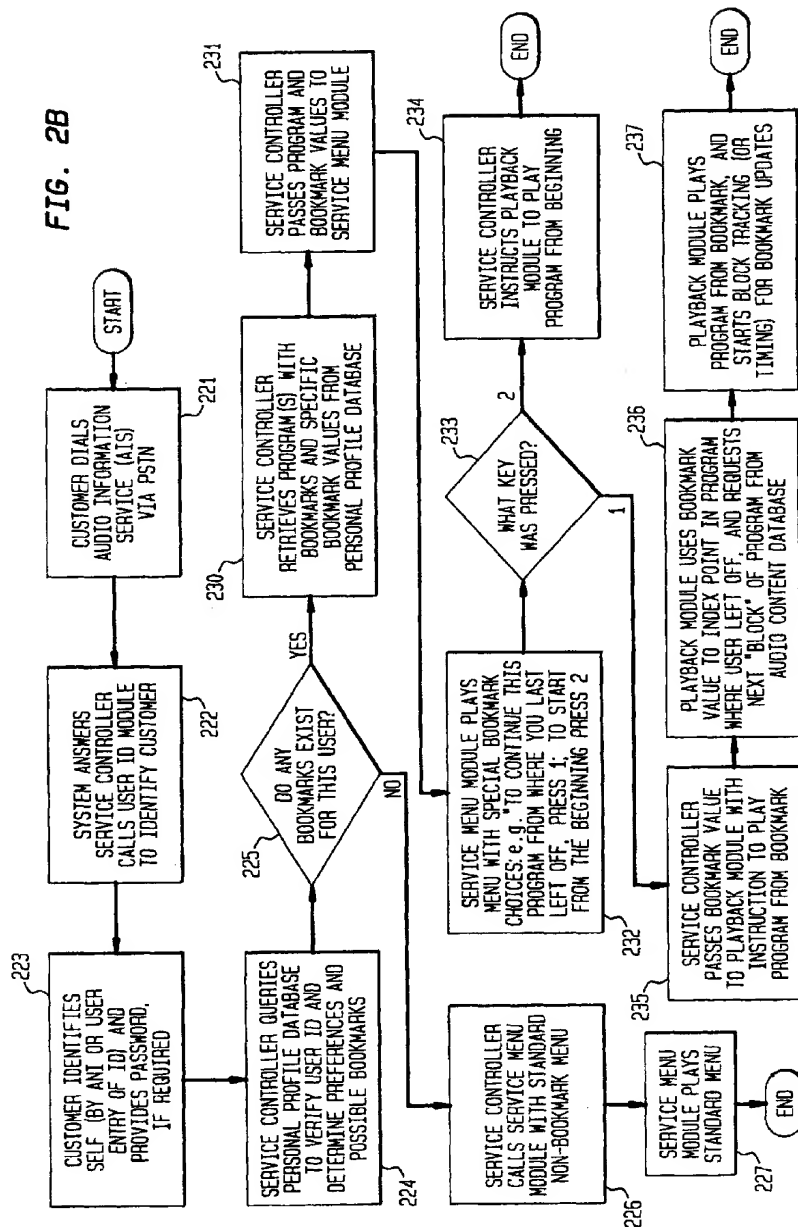 FIG. 2B
START
CUSTOMER DIALS
AUDIO INFORMATION
SERVICE (AIS)
VIA PSTN
221
SYSTEM ANSWERS
SERVICE CONTROLLER
CALLS USER ID MODULE
TO IDENTIFY CUSTOMER
222
223
CUSTOMER IDENTIFIES
SELF (BY ANI OR USER
ENTRY OF ID) AND
PROVIDES PASSWORD,
IF REQUIRED
SERVICE CONTROLLER QUERIES
PERSONAL PROFILE DATABASE
TO VERIFY USER ID AND
DETERMINE PREFERENCES AND
POSSIBLE BOOKMARKS
224
225
DO ANY
BOOKMARKS EXIST
FOR THIS USER?
YES
NO
SERVICE CONTROLLER
CALLS SERVICE MENU
MODULE WITH STANDARD
NON-BOOKMARK MENU
226
SERVICE MENU
MODULE PLAYS
STANDARD MENU
227
END
230
SERVICE CONTROLLER
RETRIEVES PROGRAM(S) WITH
BOOKMARKS AND SPECIFIC
BOOKMARK VALUES FROM
PERSONAL PROFILE DATABASE
231
SERVICE CONTROLLER
PASSES PROGRAM AND
BOOKMARK VALUES TO
SERVICE MENU MODULE
SERVICE MENU MODULE PLAYS
MENU WITH SPECIAL BOOKMARK
CHOICES: e.g. "TO CONTINUE THIS
PROGRAM FROM WHERE YOU LAST
LEFT OFF, PRESS 1; TO START
FROM THE BEGINNING PRESS 2
232
233
WHAT KEY
WAS PRESSED?
2
1
234
SERVICE CONTROLLER
INSTRUCTS PLAYBACK
MODULE TO PLAY
PROGRAM FROM BEGINNING
END
235
SERVICE CONTROLLER
PASSES BOOKMARK VALUE
TO PLAYBACK MODULE WITH
INSTRUCTION TO PLAY
PROGRAM FROM BOOKMARK
236
PLAYBACK MODULE USES BOOKMARK
VALUE TO INDEX POINT IN PROGRAM
WHERE USER LEFT OFF, AND REQUESTS
NEXT "BLOCK" OF PROGRAM FROM
AUDIO CONTENT DATABASE
237
PLAYBACK MODULE PLAYS
PROGRAM FROM BOOKMARK, AND
STARTS BLOCK TRACKING (OR
TIMING) FOR BOOKMARK UPDATES
END